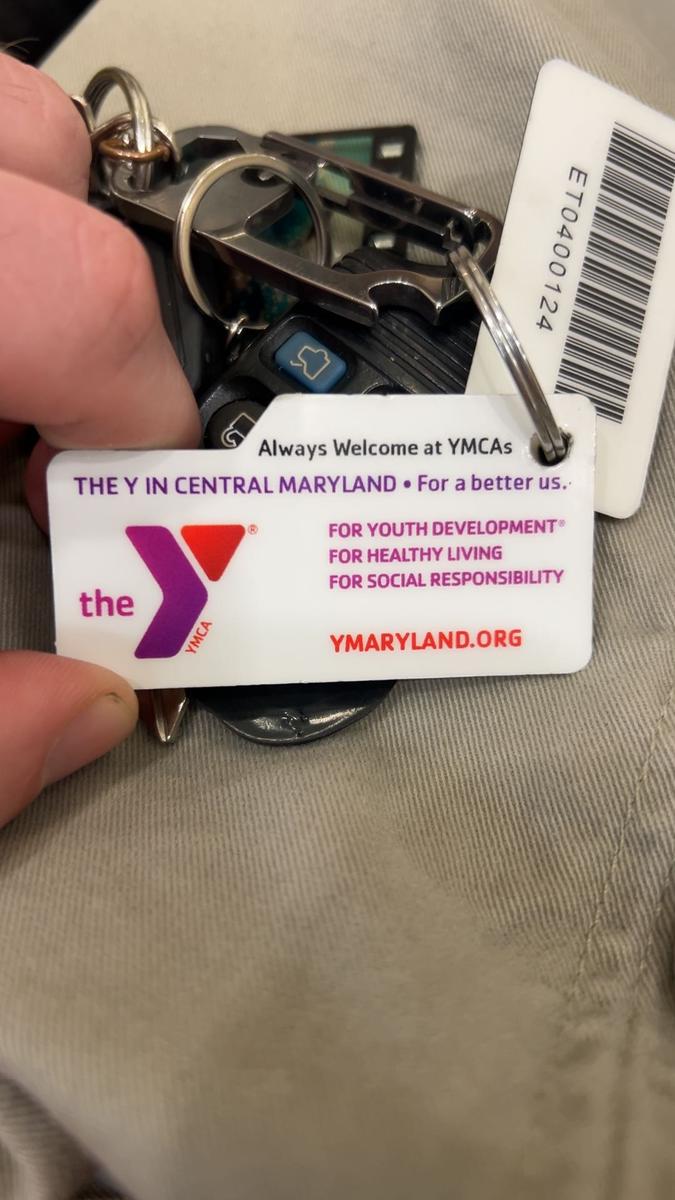 ET0400124
Always Welcome at YMCAs
THE Y IN CENTRAL MARYLAND • For a better us.
the
YMCA
®
FOR YOUTH DEVELOPMENT®
FOR HEALTHY LIVING
FOR SOCIAL RESPONSIBILITY
YMARYLAND.ORG